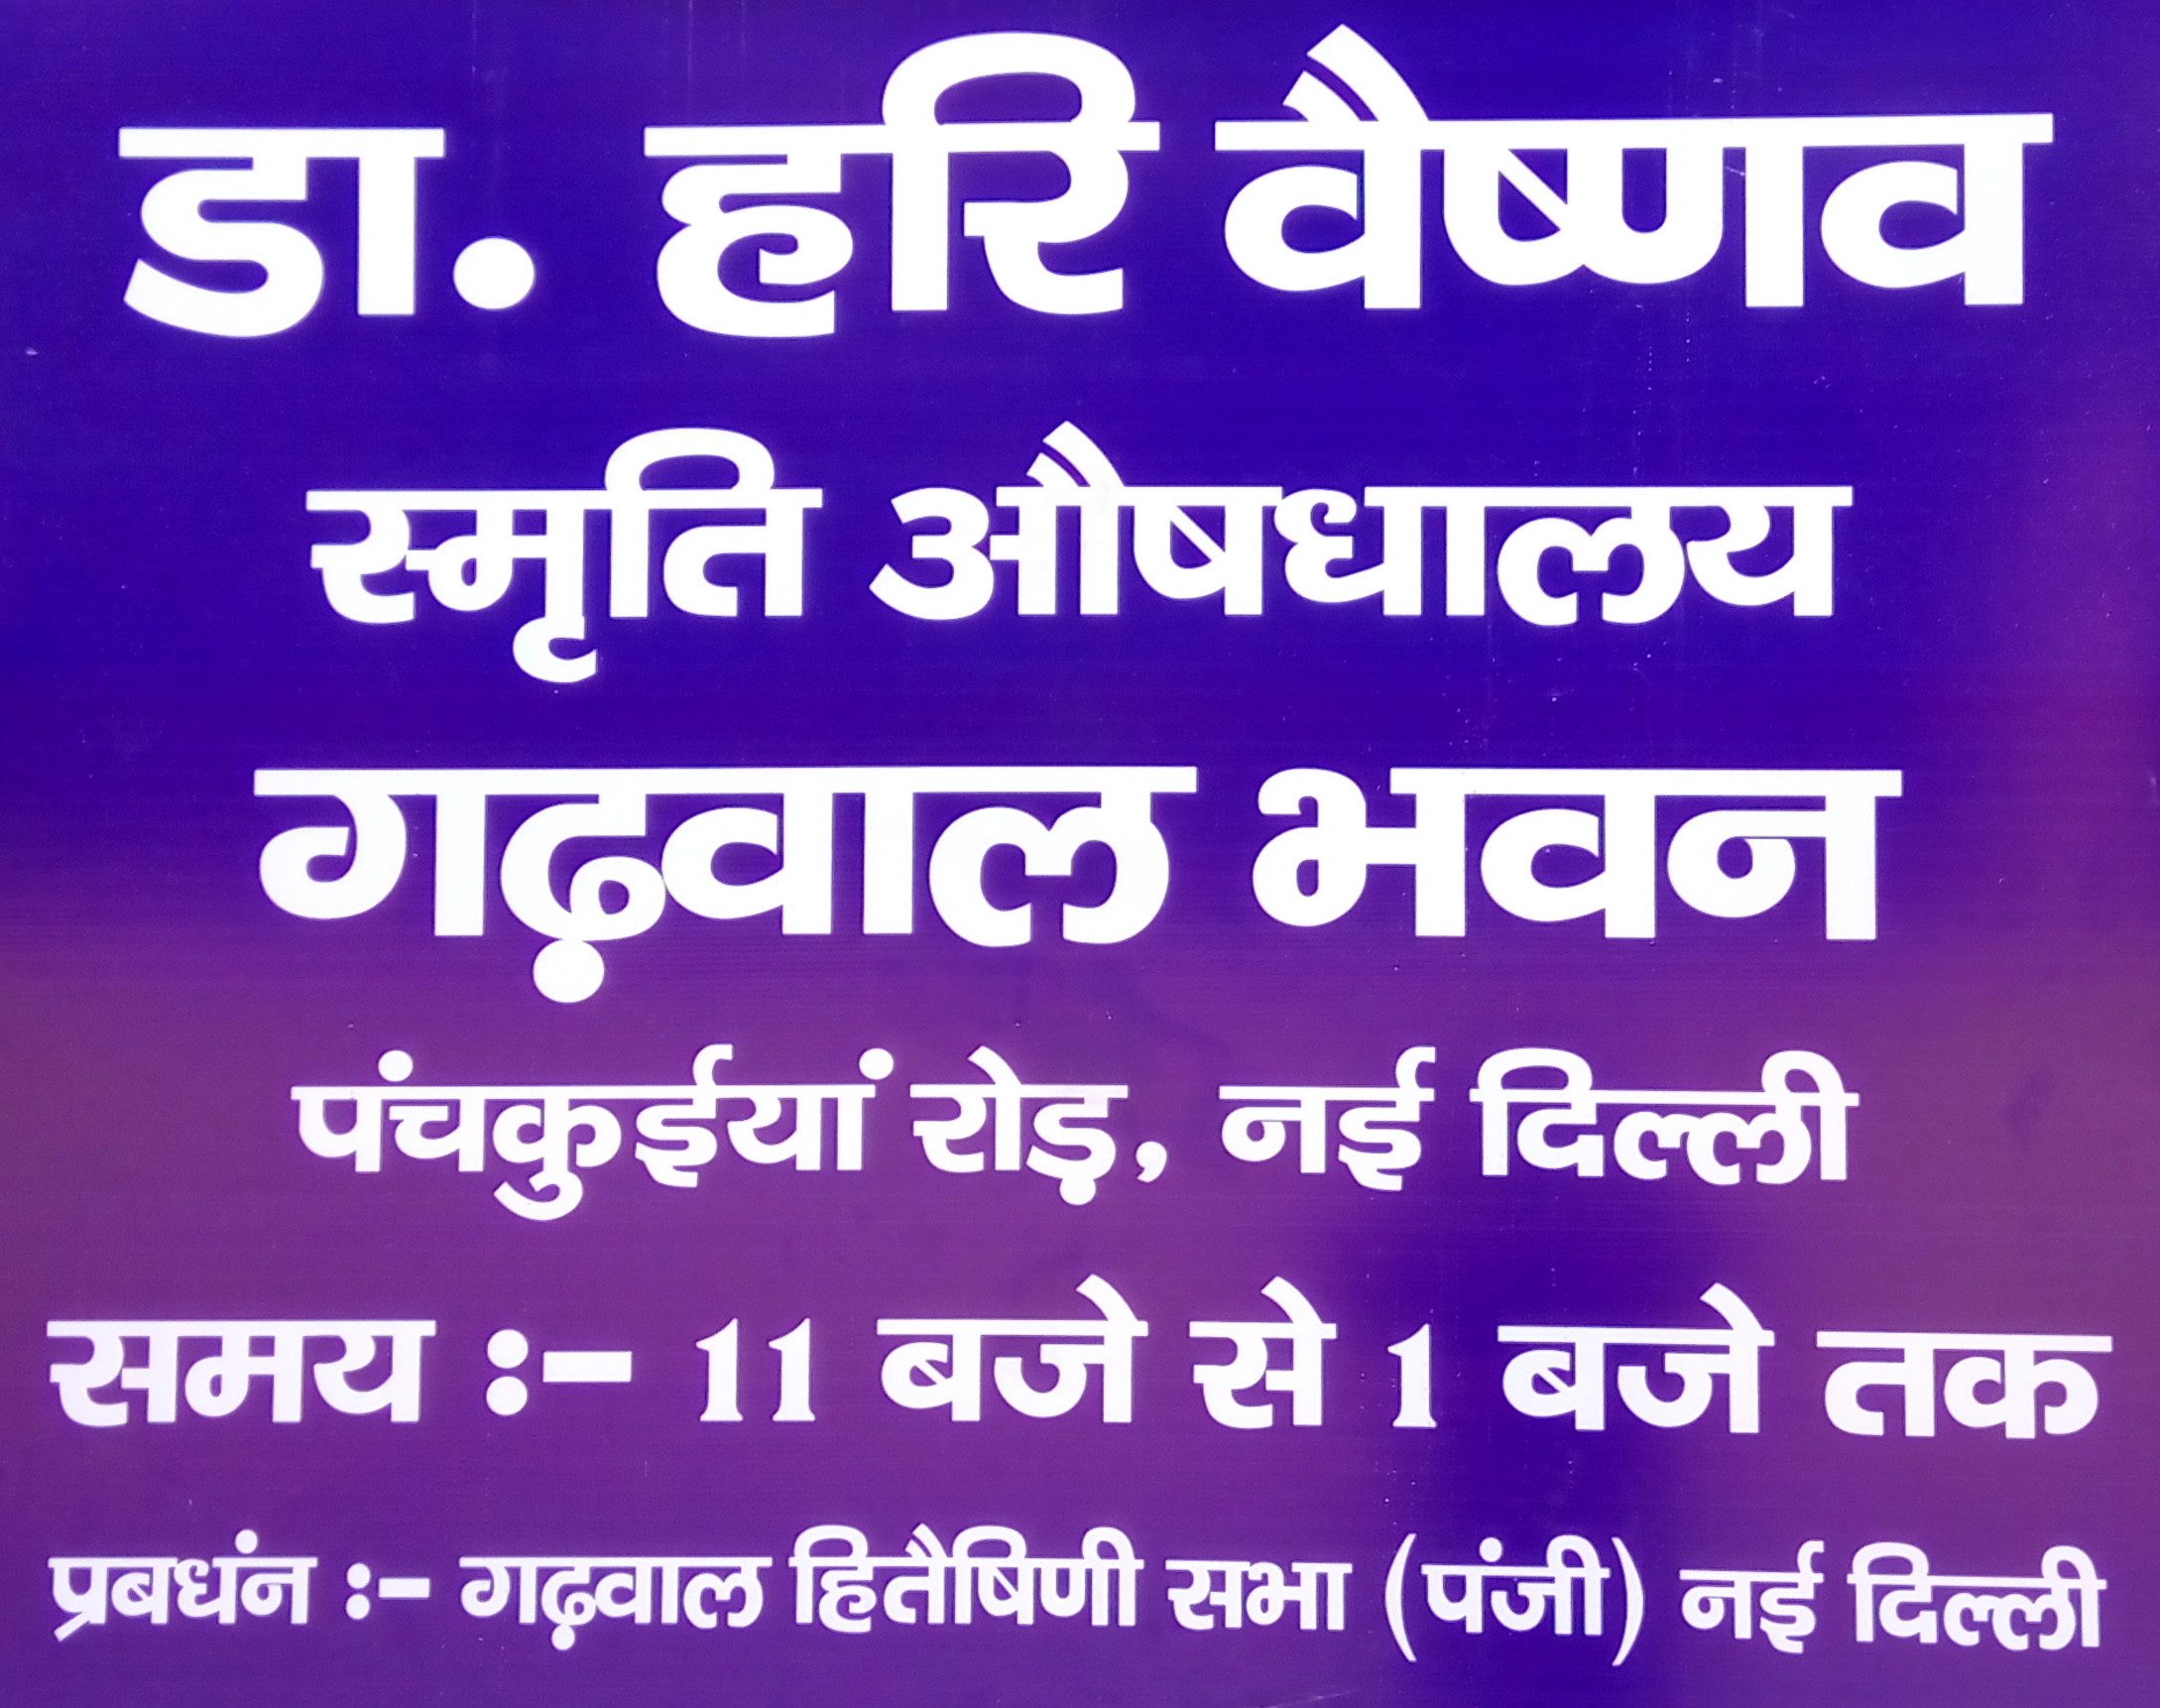 डा. हरि वैष्णव
स्मृति औषधालय
गढ़वाल भवन
पंचकुईयां रोड़, नई दिल्ली
समय :- 11 बजे से 1 बजे तक
प्रबधंन :- गढ़वाल हितैषिणी सभा (पंजी) नई दिल्ली